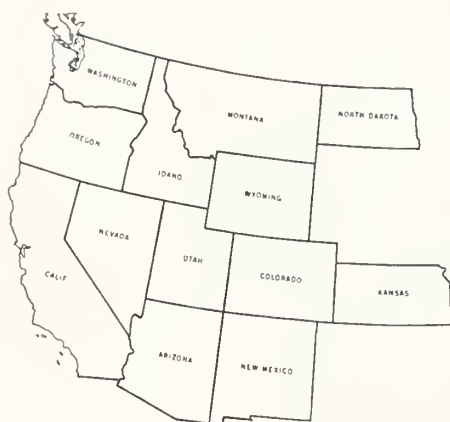 WASHINGTON
MONTANA
NORTH DAKOTA
OREGON
IDAHO
WYOMING
NEVADA
UTAH
COLORADO
CALIF
KANSAS
ARIZONA
NEW MEXICO